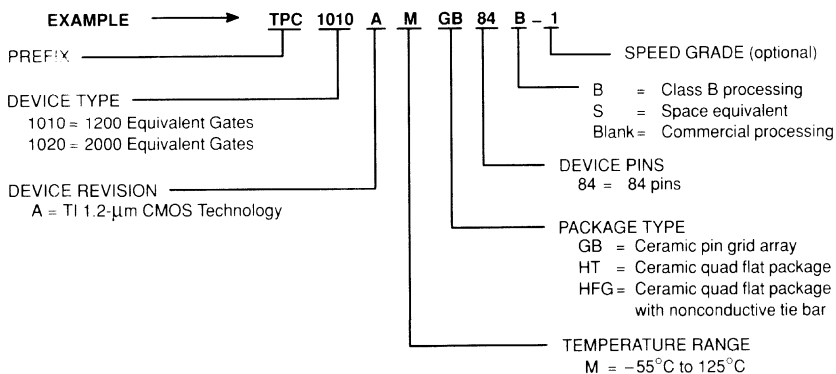 EXAMPLE TPC 1010 A M GB 84 B – 1
PREFIX
SPEED GRADE (optional)
DEVICE TYPE
1010 = 1200 Equivalent Gates
1020 = 2000 Equivalent Gates
B = Class B processing
S = Space equivalent
Blank = Commercial processing
DEVICE PINS
84 = 84 pins
DEVICE REVISION
A = TI 1.2-µm CMOS Technology
PACKAGE TYPE
GB = Ceramic pin grid array
HT = Ceramic quad flat package
HFG = Ceramic quad flat package
with nonconductive tie bar
TEMPERATURE RANGE
M = –55°C to 125°C